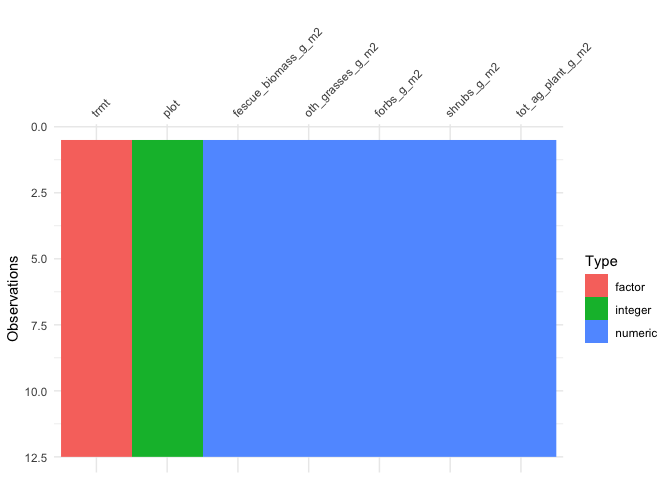 trmt
plot
fescue_biomass_g_m2
oth_grasses_g_m2
forbs_g_m2
shrubs_g_m2
tot_ag_plant_g_m2
0.0
2.5
5.0
7.5
10.0
12.5
Observations
Type
factor
integer
numeric